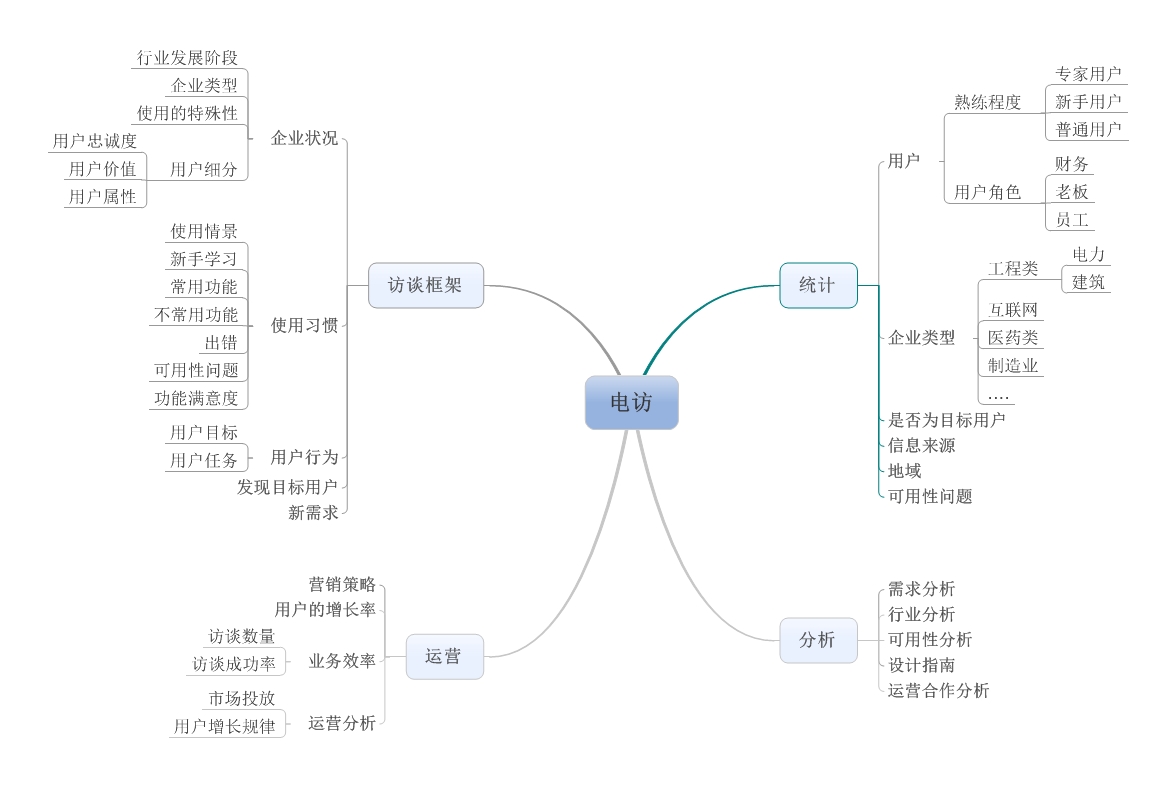 电访
访谈框架
企业状况
行业发展阶段
企业类型
使用的特殊性
用户细分
用户忠诚度
用户价值
用户属性
使用习惯
使用情景
新手学习
常用功能
不常用功能
出错
可用性问题
功能满意度
用户行为
用户目标
用户任务
发现目标用户
新需求
统计
用户
熟练程度
专家用户
新手用户
普通用户
用户角色
财务
老板
员工
企业类型
工程类
电力
建筑
互联网
医药类
制造业
....
是否为目标用户
信息来源
地域
可用性问题
运营
营销策略
用户的增长率
业务效率
访谈数量
访谈成功率
运营分析
市场投放
用户增长规律
分析
需求分析
行业分析
可用性分析
设计指南
运营合作分析